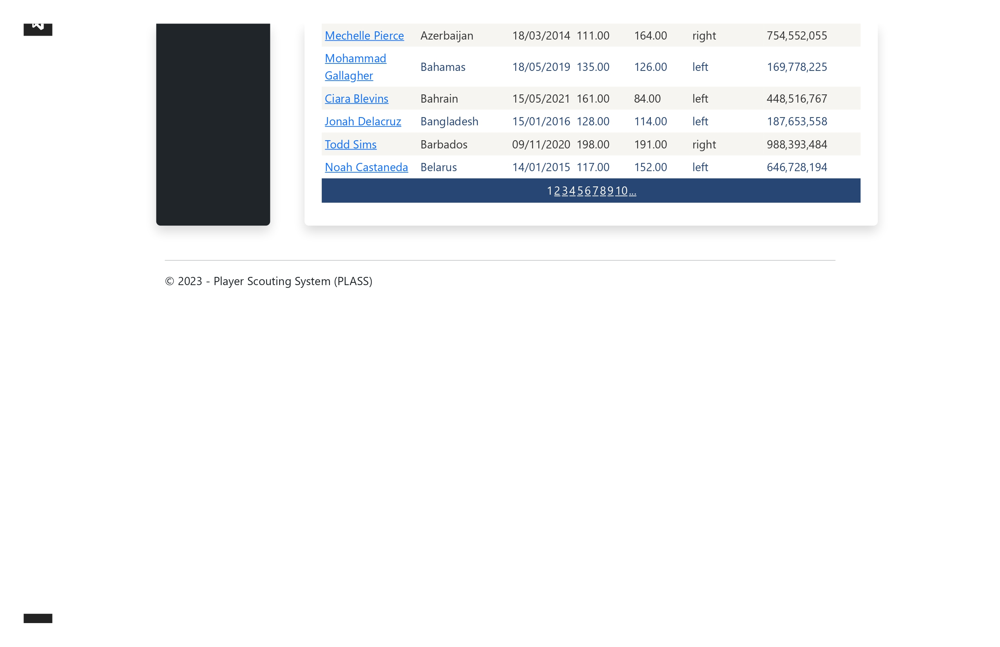 Mechelle Pierce Azerbaijan 18/03/2014 111.00 164.00 right 754,552,055
Mohammad
Gallagher Bahamas 18/05/2019 135.00 126.00 left 169,778,225
Ciara Blevins Bahrain 15/05/2021 161.00 84.00 left 448,516,767
Jonah Delacruz Bangladesh 15/01/2016 128.00 114.00 left 187,653,558
Todd Sims Barbados 09/11/2020 198.00 191.00 right 988,393,484
Noah Castaneda Belarus 14/01/2015 117.00 152.00 left 646,728,194
1 2 3 4 5 6 7 8 9 10 ...
© 2023 - Player Scouting System (PLASS)